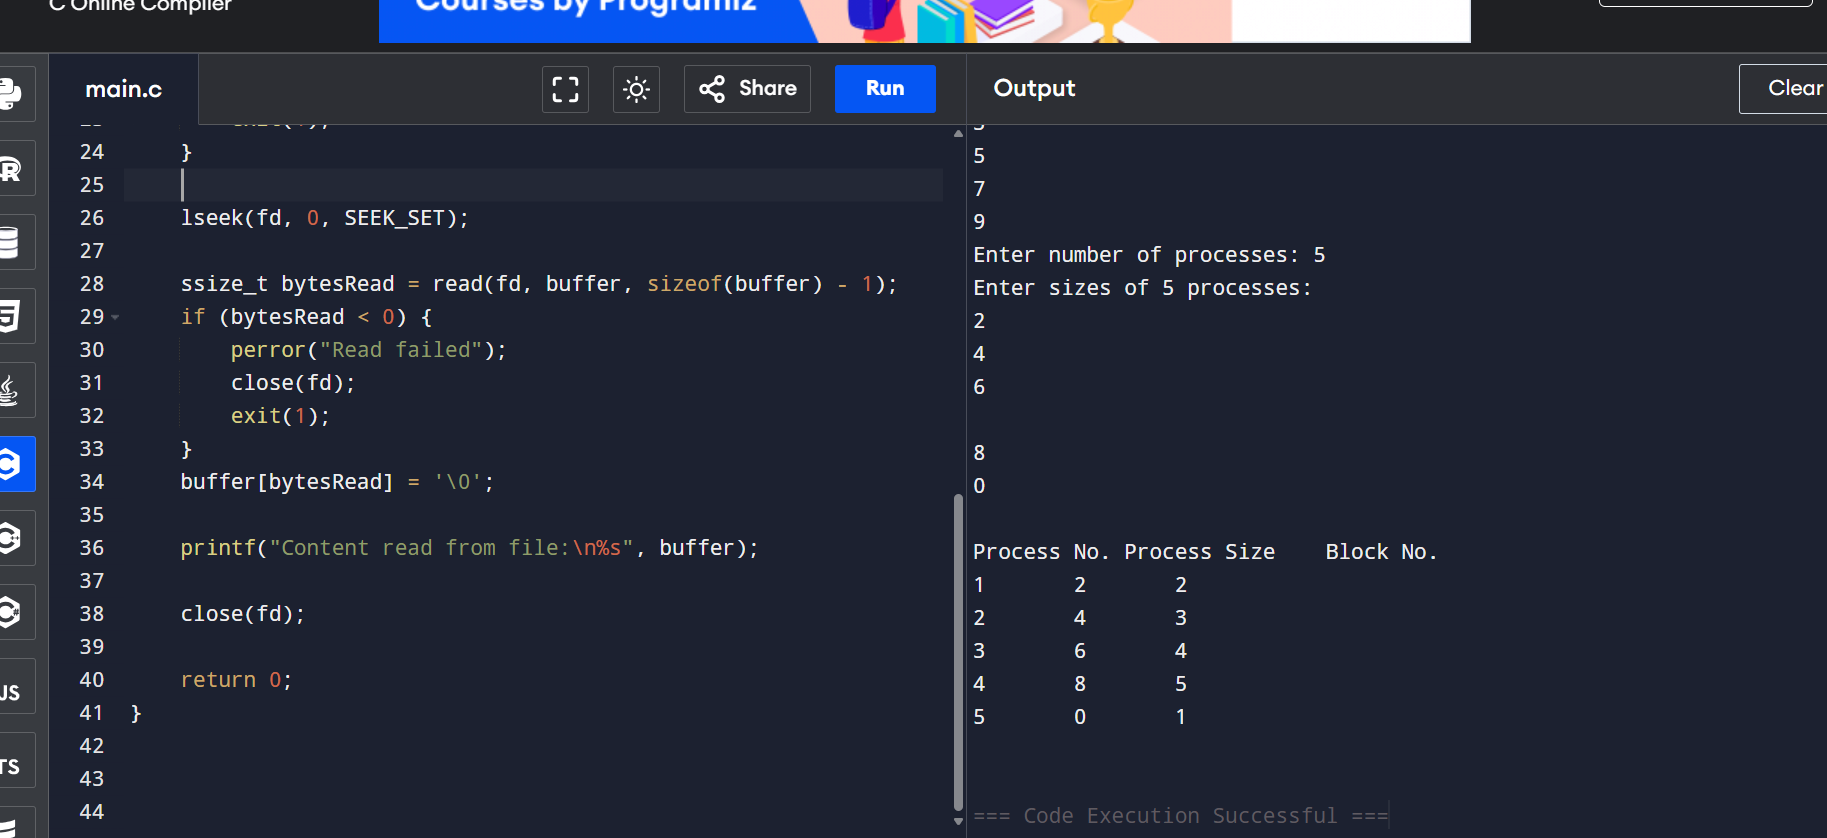 C Online Compiler
Courses by Programiz
main.c
Share
Run
Output
Clear
24 }
25
26 lseek(fd, 0, SEEK_SET);
27
28 ssize_t bytesRead = read(fd, buffer, sizeof(buffer) - 1);
29 if (bytesRead < 0) {
30 perror("Read failed");
31 close(fd);
32 exit(1);
33 }
34 buffer[bytesRead] = '\0';
35
36 printf("Content read from file:\n%s", buffer);
37
38 close(fd);
39
40 return 0;
41 }
42
43
44
5
7
9
Enter number of processes: 5
Enter sizes of 5 processes:
2
4
6
8
0
Process No. Process Size Block No.
1 2 2
2 4 3
3 6 4
4 8 5
5 0 1
=== Code Execution Successful ===
R
JS
TS